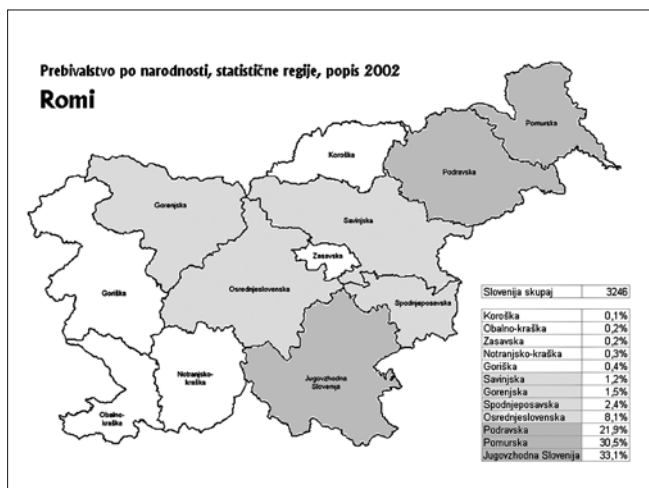 Prebivalstvo po narodnosti, statistične regije, popis 2002
Romi
Pomurska
Koroška
Podravska
Gorenjska
Savinjska
Zasavska
Goriška
Osrednjeslovenska
Spodnjeposavska
Notranjsko-
kraška
Jugovzhodna
Slovenija
Obalno-
kraška
Slovenija skupaj 3246
Koroška 0,1%
Obalno-kraška 0,2%
Zasavska 0,2%
Notranjsko-kraška 0,3%
Goriška 0,4%
Savinjska 1,2%
Gorenjska 1,5%
Spodnjeposavska 2,4%
Osrednjeslovenska 8,1%
Podravska 21,9%
Pomurska 30,5%
Jugovzhodna Slovenija 33,1%